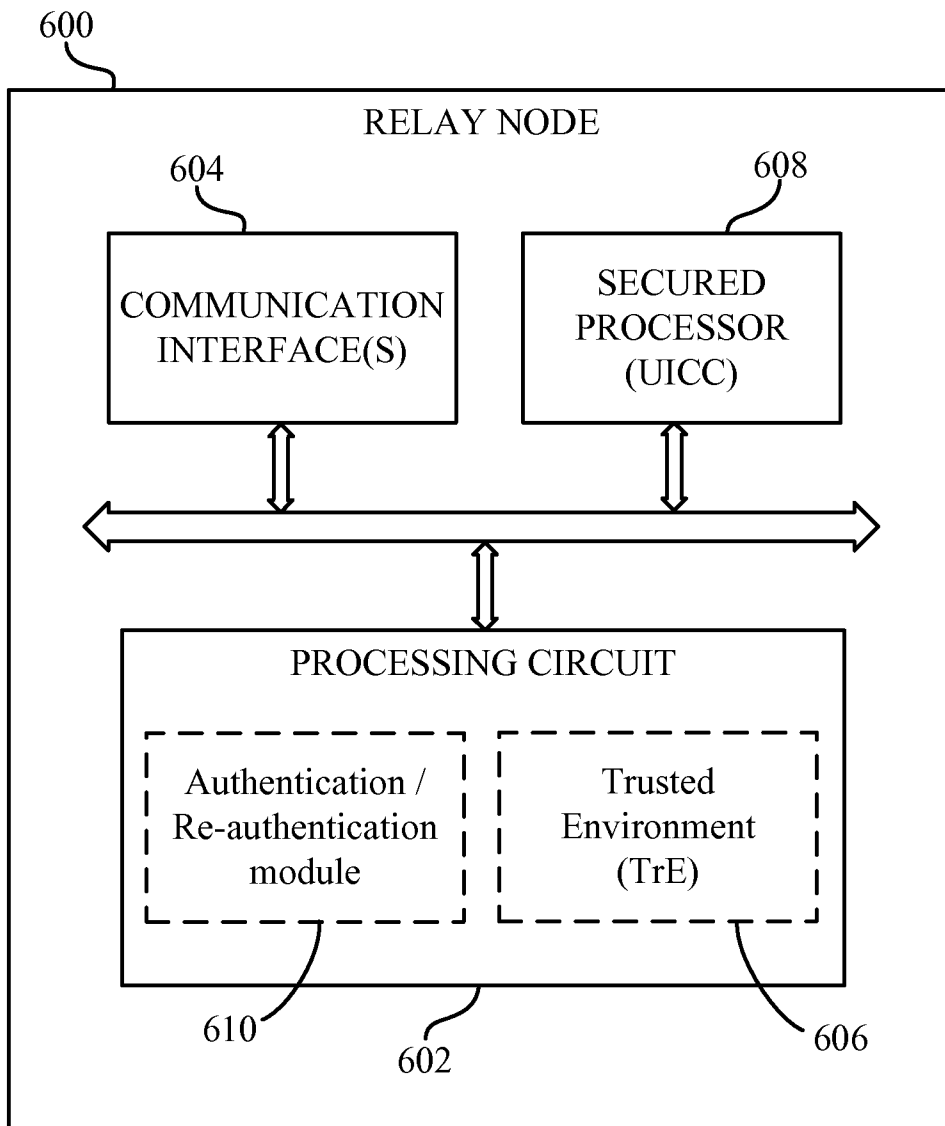 600
RELAY NODE
604
608
COMMUNICATION
INTERFACE(S)
SECURED
PROCESSOR
(UICC)
PROCESSING CIRCUIT
Authentication /
Re-authentication
module
Trusted
Environment
(TrE)
610
602
606